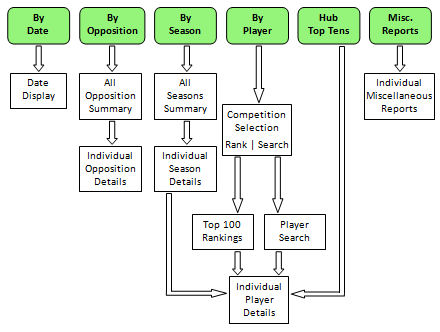 By
Date
By
Opposition
By
Season
By
Player
Hub
Top Tens
Misc.
Reports
Date
Display
All
Opposition
Summary
All
Seasons
Summary
Competition
Selection
Rank | Search
Individual
Miscellaneous
Reports
Individual
Opposition
Details
Individual
Season
Details
Top 100
Rankings
Player
Search
Individual
Player
Details